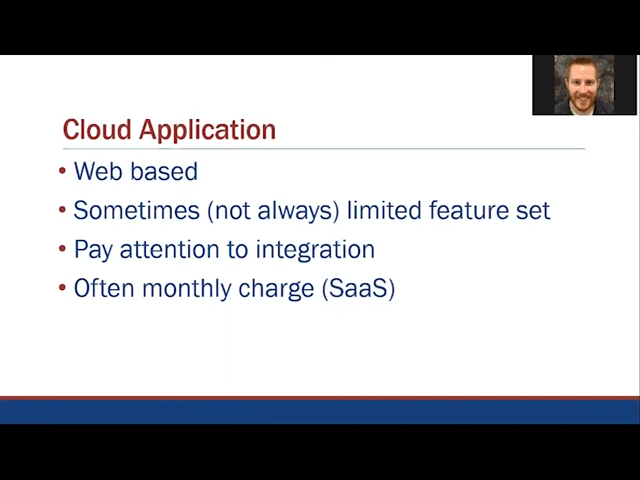 Cloud Application
• Web based
• Sometimes (not always) limited feature set
• Pay attention to integration
• Often monthly charge (SaaS)